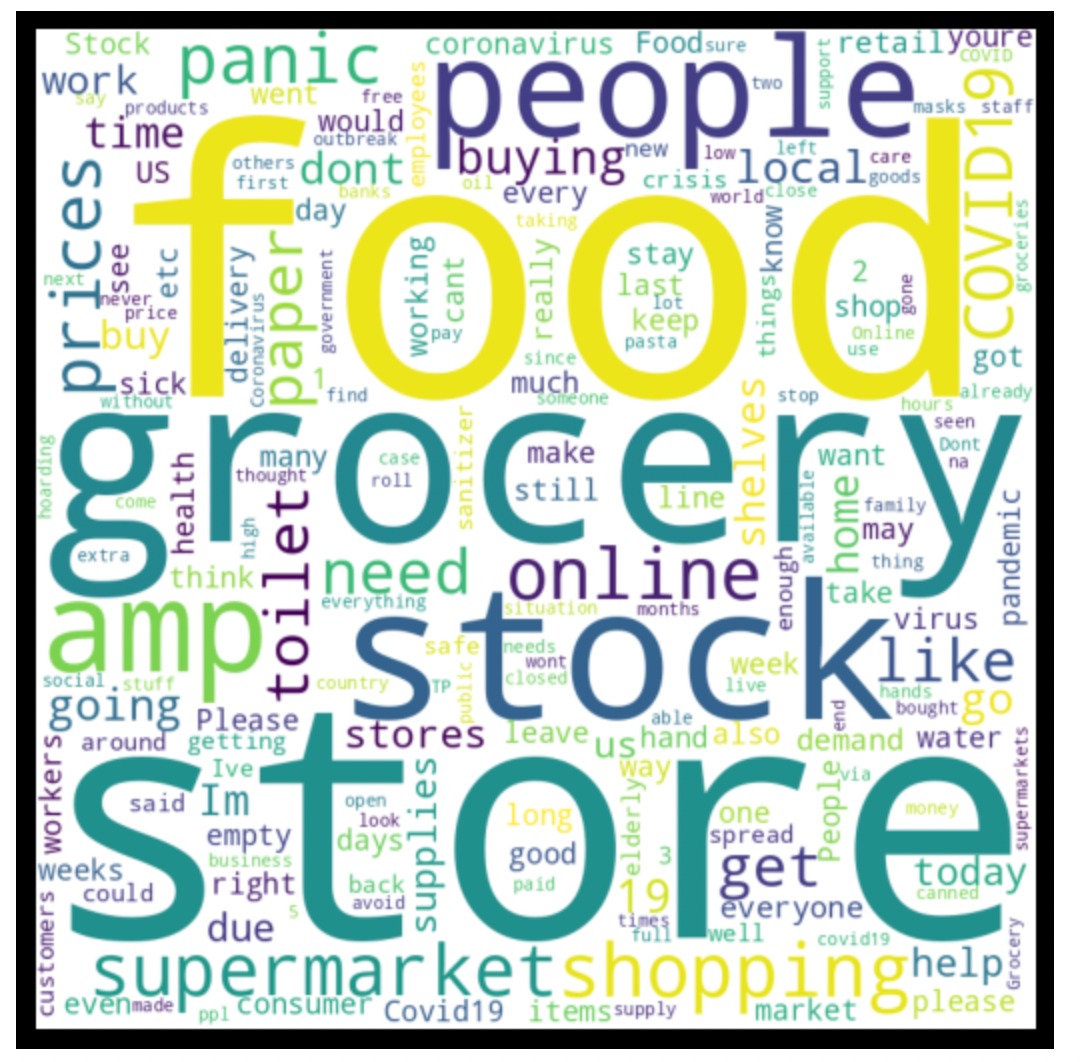 Stock
panic
coronavirus
Food
sure
support
retail
youre
COVID
work
say
products
went
free
employees
people
two
masks
staff
time
would
outbreak
buying
new
low
left
local
care
goods
COVID19
US
others
first
dont
banks
oil
every
crisis
world
close
prices
food
day
taking
groceries
see
etc
delivery
paper
government
working
cant
really
stay
last
lot
keep
things
know
2
shop
gone
next
never
price
buy
Coronavirus
pay
pasta
Online
use
since
got
sick
without
1
find
much
someone
shelves
stop
hours
already
grocery
seen
Dont
na
hoarding
health
many
thought
case
roll
sanitizer
make
still
line
want
come
high
toilet
available
home
family
may
thing
pandemic
extra
think
need
online
enough
take
everything
situation
months
amp
stock
virus
like
safe
needs
wont
closed
week
live
social
stuff
country
TP
public
hands
bought
go
going
Please
able
end
workers
around
getting
stores
leave
us
hand
also
demand
water
supermarkets
store
Ive
way
People
via
said
Im
open
look
supplies
long
elderly
one
money
empty
days
good
3
spread
weeks
business
get
today
could
right
back
avoid
paid
19
canned
customers
5
due
times
full
everyone
well
covid19
Grocery
supermarket
shopping
help
even
made
ppl
consumer
Covid19
items
supply
market
please